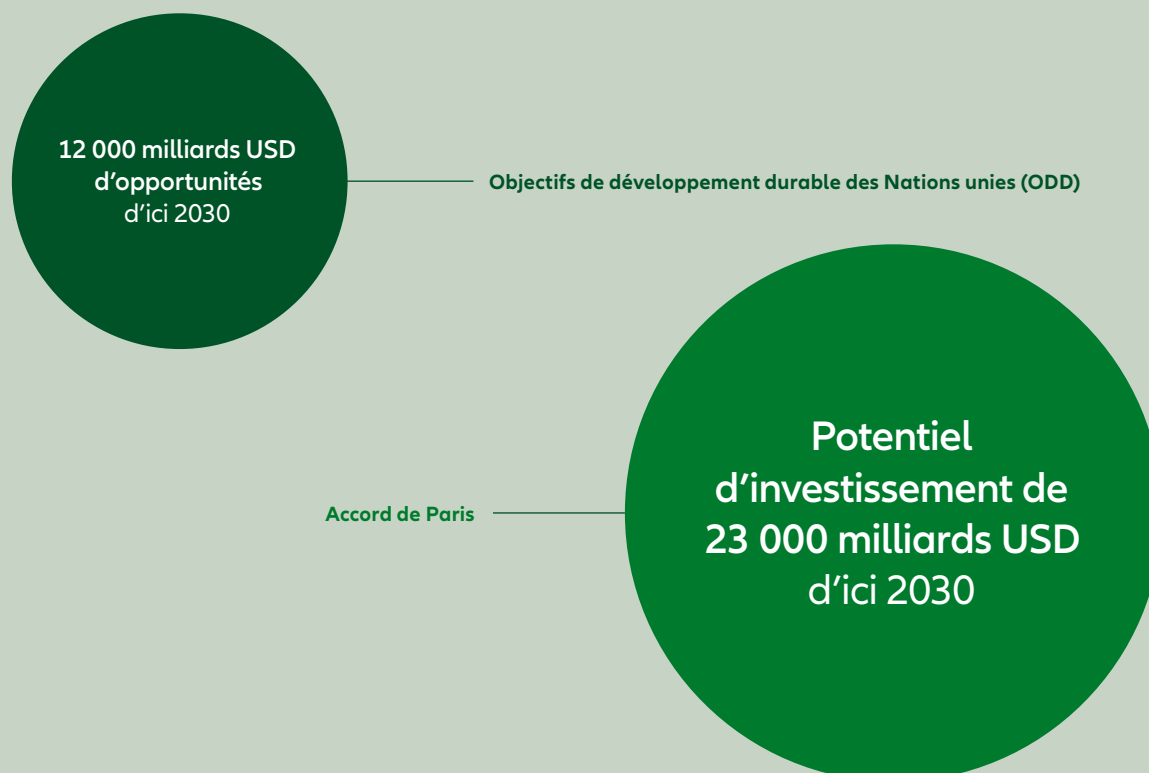 12 000 milliards USD
d’opportunités
d’ici 2030
Objectifs de développement durable des Nations unies (ODD)
Accord de Paris
Potentiel
d’investissement de
23 000 milliards USD
d’ici 2030